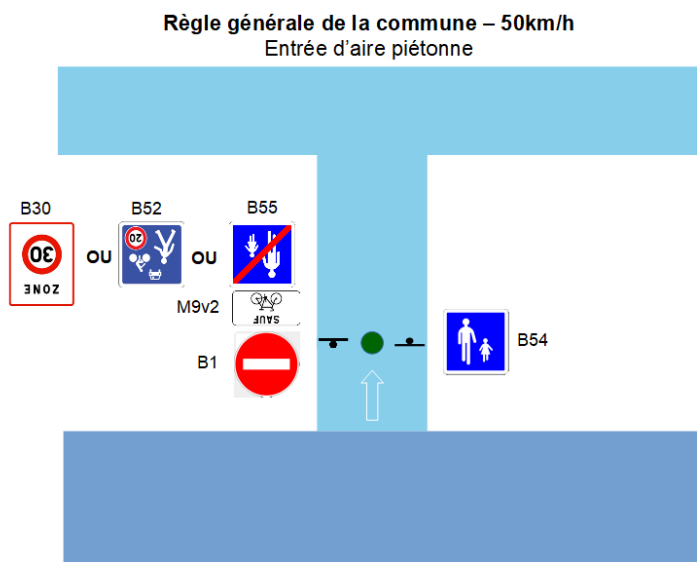 Règle générale de la commune – 50km/h
Entrée d'aire piétonne
B30
B52
B55
30
ZONE
OU
20
OU
M9v2
SAUF
B1
B54